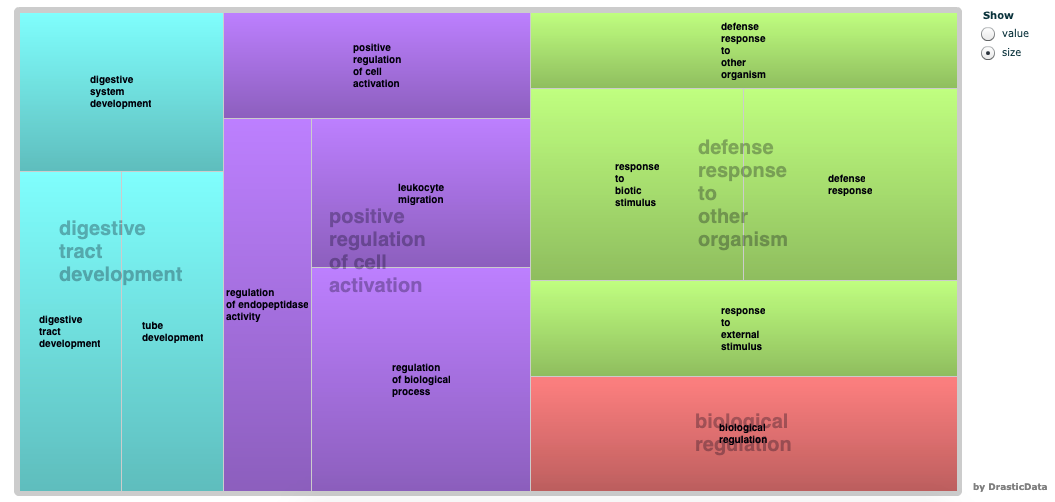 digestive
system
development
digestive
tract
development
digestive
tract
development
tube
development
positive
regulation
of cell
activation
regulation
of endopeptidase
activity
leukocyte
migration
positive
regulation
of cell
activation
regulation
of biological
process
defense
response
to
other
organism
response
to
biotic
stimulus
defense
response
to
other
organism
defense
response
response
to
external
stimulus
biological
regulation
biological
regulation
Show
value
size
by DrasticData